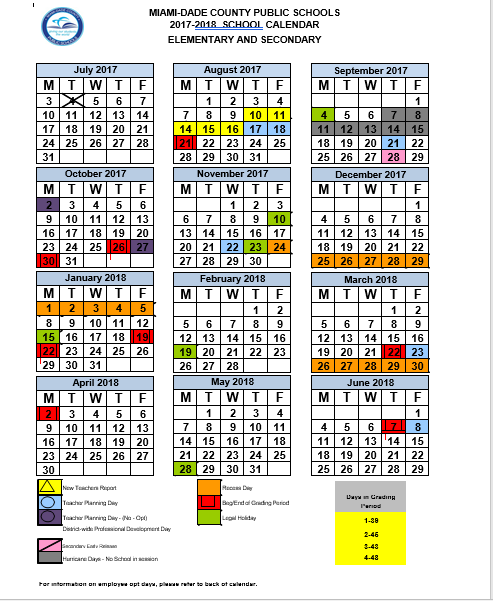 MIAMI-DADE COUNTY PUBLIC SCHOOLS
2017-2018 SCHOOL CALENDAR
ELEMENTARY AND SECONDARY
July 2017
M T W T F
3 4 5 6 7
10 11 12 13 14
17 18 19 20 21
24 25 26 27 28
31
August 2017
M T W T F
1 2 3 4
7 8 9 10 11
14 15 16 17 18
21 22 23 24 25
28 29 30 31
September 2017
M T W T F
1
4 5 6 7 8
11 12 13 14 15
18 19 20 21 22
25 26 27 28 29
October 2017
M T W T F
2 3 4 5 6
9 10 11 12 13
16 17 18 19 20
23 24 25 26 27
30 31
November 2017
M T W T F
1 2 3
6 7 8 9 10
13 14 15 16 17
20 21 22 23 24
27 28 29 30
December 2017
M T W T F
1
4 5 6 7 8
11 12 13 14 15
18 19 20 21 22
25 26 27 28 29
January 2018
M T W T F
1 2 3 4 5
8 9 10 11 12
15 16 17 18 19
22 23 24 25 26
29 30 31
February 2018
M T W T F
1 2
5 6 7 8 9
12 13 14 15 16
19 20 21 22 23
26 27 28
March 2018
M T W T F
1 2
5 6 7 8 9
12 13 14 15 16
19 20 21 22 23
26 27 28 29 30
April 2018
M T W T F
2 3 4 5 6
9 10 11 12 13
16 17 18 19 20
23 24 25 26 27
30
May 2018
M T W T F
1 2 3 4
7 8 9 10 11
14 15 16 17 18
21 22 23 24 25
28 29 30 31
June 2018
M T W T F
1
4 5 6 7 8
11 12 13 14 15
18 19 20 21 22
25 26 27 28 29
New Teachers Report
Teacher Planning Day
Teacher Planning Day - (No - Opt)
District-wide Professional Development Day
Secondary Early Release
Hurricane Days - No School in session
Recess Day
Beg/End of Grading Period
Legal Holiday
Days in Grading
Period
1-39
4-48
For information on employee opt days, please refer to back of calendar.